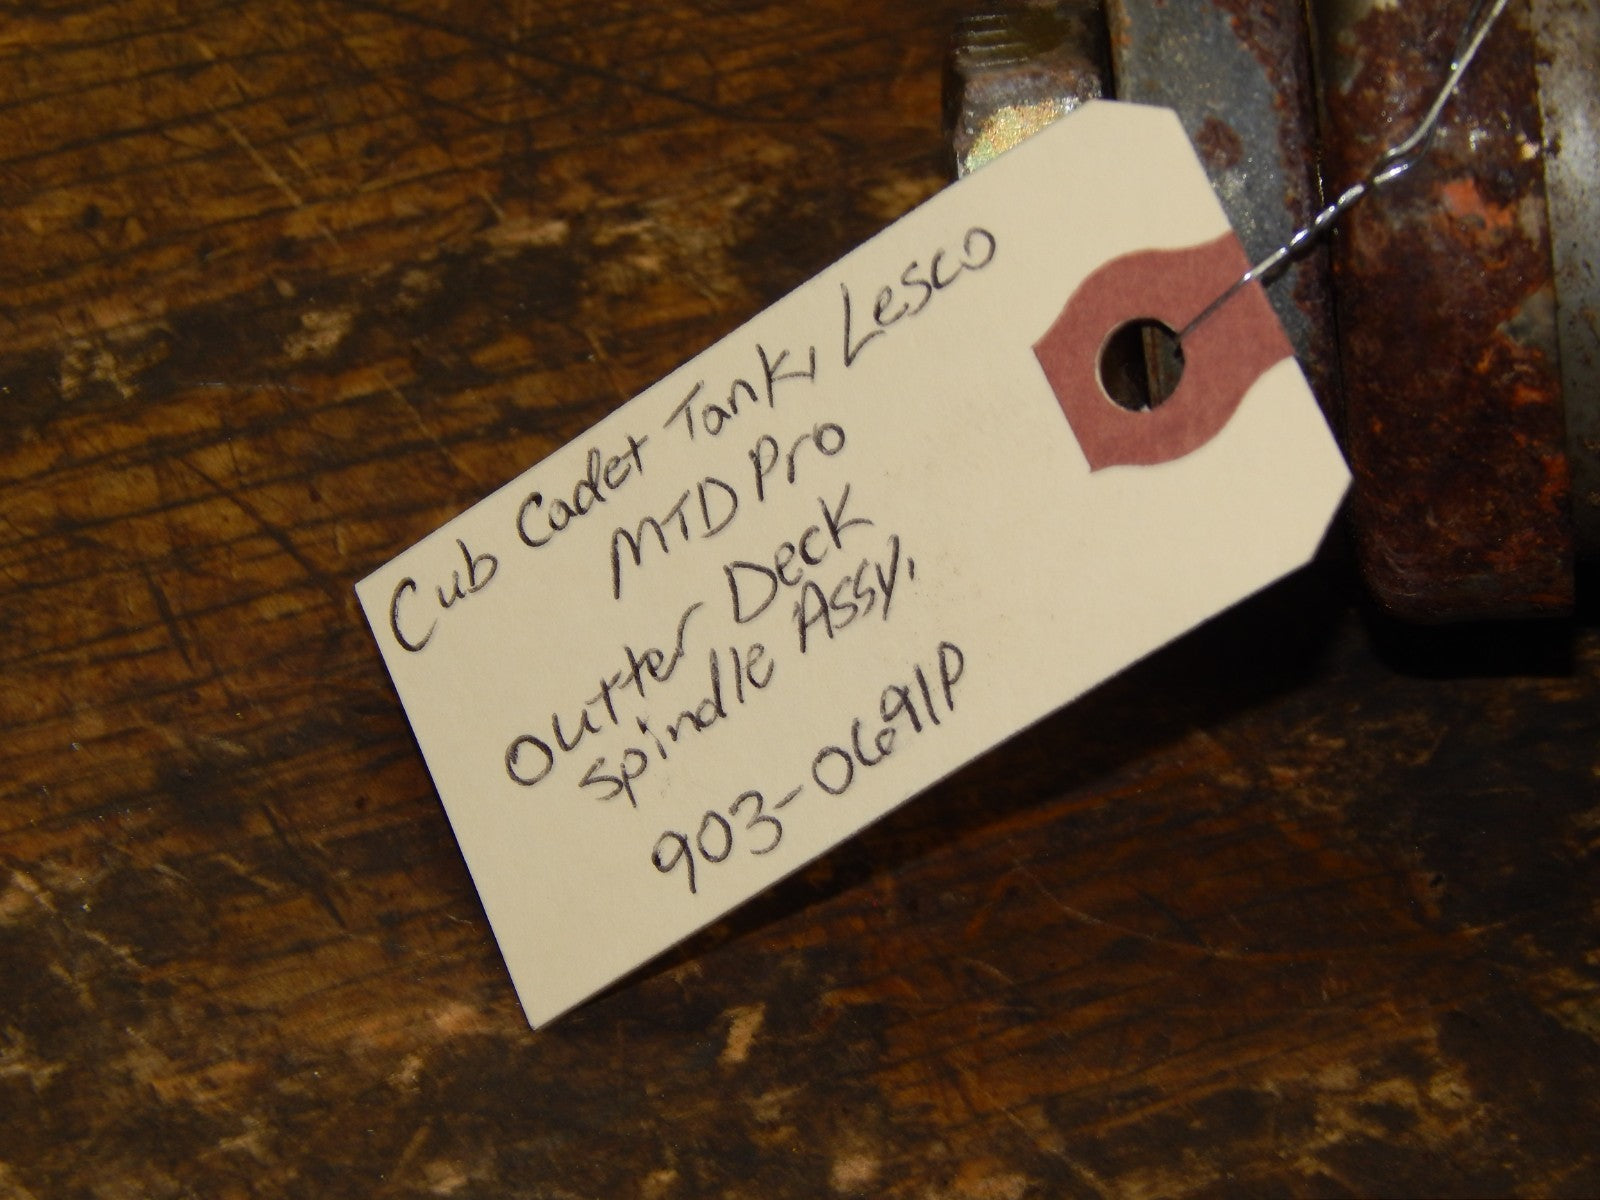 Cub Cadet Tank, Lesco
MTD Pro
Outter Deck
Spindle Assy.
903-0691P